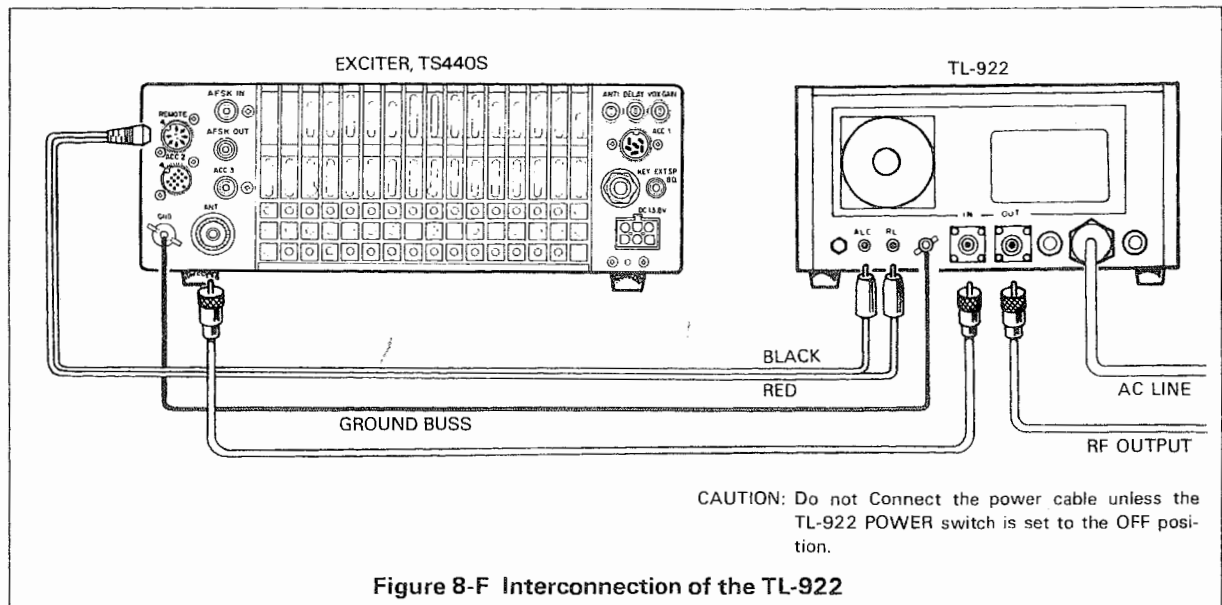 EXCITER, TS440S
TL-922
AFSK IN
REMOTE
AFSK OUT
ACC 2
ACC 3
GND
ANT
ANTI DELAY VOX GAIN
ACC 1
KEY EXT.SP
8Ω
DC 13.8V
IN OUT
ALC RL
BLACK
RED
GROUND BUSS
AC LINE
RF OUTPUT
CAUTION: Do not Connect the power cable unless the
TL-922 POWER switch is set to the OFF posi-
tion.
Figure 8-F Interconnection of the TL-922